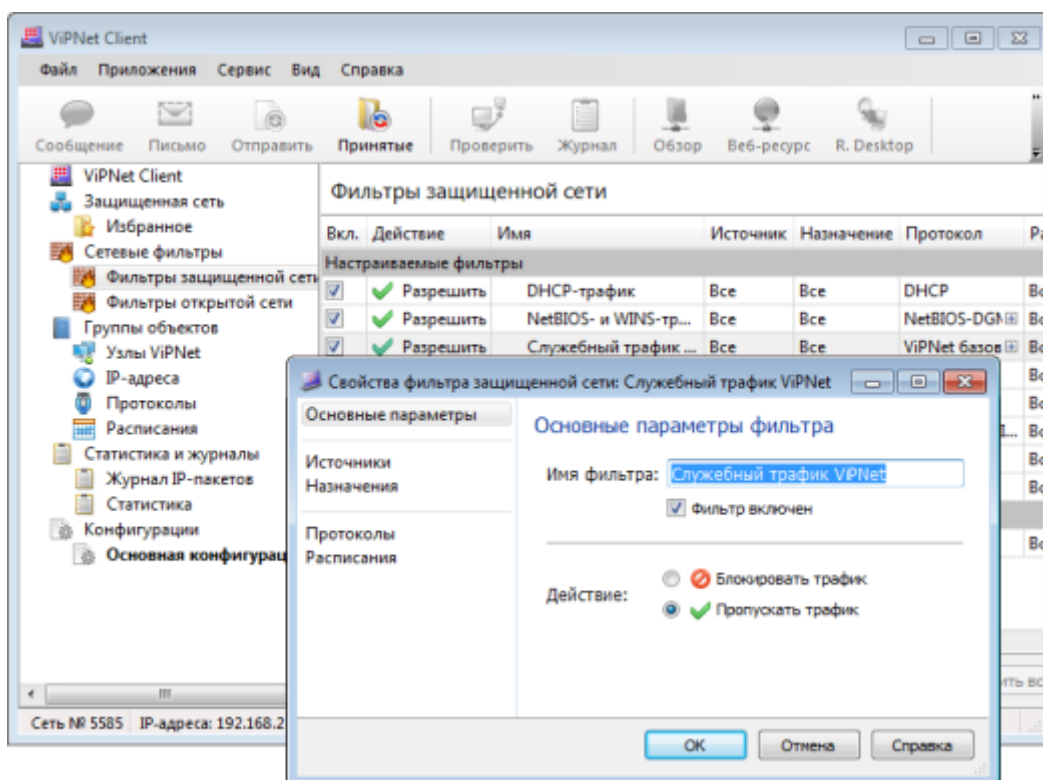 ViPNet Client
Файл Приложения Сервис Вид Справка
Сообщение Письмо Отправить Принятые Проверить Журнал Обзор Веб-ресурс R. Desktop
ViPNet Client
Защищенная сеть
Избранное
Сетевые фильтры
Фильтры защищенной сети
Фильтры открытой сети
Группы объектов
Узлы ViPNet
IP-адреса
Протоколы
Расписания
Статистика и журналы
Журнал IP-пакетов
Статистика
Конфигурации
Основная конфигурац
Сеть № 5585 IP-адреса: 192.168.2
Фильтры защищенной сети
Вкл. Действие Имя Источник Назначение Протокол Ра
Настраиваемые фильтры
Разрешить DHCP-трафик Все Все DHCP Вс
Разрешить NetBIOS- и WINS-тр... Все Все NetBIOS-DGM Вс
Разрешить Служебный трафик ... Все Все ViPNet базов Вс
Свойства фильтра защищенной сети: Служебный трафик ViPNet
Основные параметры
Источники
Назначения
Протоколы
Расписания
Основные параметры фильтра
Имя фильтра: Служебный трафик ViPNet
Фильтр включен
Действие:
Блокировать трафик
Пропускать трафик
OK Отмена Справка